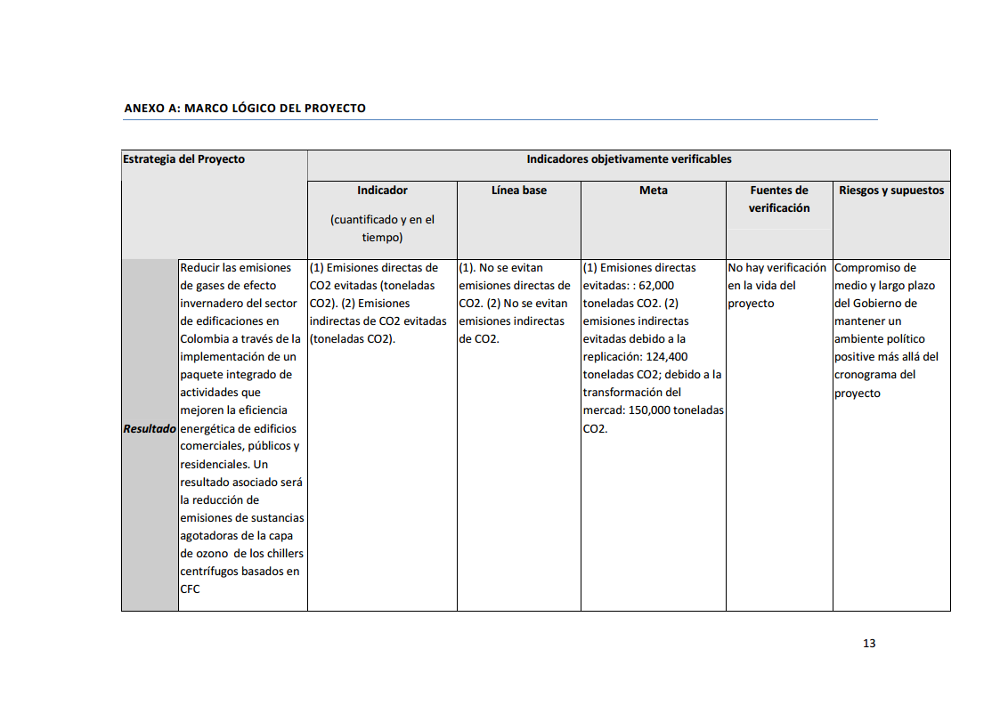 ANEXO A: MARCO LÓGICO DEL PROYECTO
Estrategia del Proyecto
Indicadores objetivamente verificables
Indicador
(cuantificado y en el
tiempo)
Línea base
Meta
Fuentes de
verificación
Riesgos y supuestos
Resultado
Reducir las emisiones
de gases de efecto
invernadero del sector
de edificaciones en
Colombia a través de la
implementación de un
paquete integrado de
actividades que
mejoren la eficiencia
energética de edificios
comerciales, públicos y
residenciales. Un
resultado asociado será
la reducción de
emisiones de sustancias
agotadoras de la capa
de ozono de los chillers
centrífugos basados en
CFC
(1) Emisiones directas de
CO2 evitadas (toneladas
CO2). (2) Emisiones
indirectas de CO2 evitadas
(toneladas CO2).
(1). No se evitan
emisiones directas de
CO2. (2) No se evitan
emisiones indirectas
de CO2.
(1) Emisiones directas
evitadas: : 62,000
toneladas CO2. (2)
emisiones indirectas
evitadas debido a la
replicación: 124,400
toneladas CO2; debido a la
transformación del
mercad: 150,000 toneladas
CO2.
No hay verificación
en la vida del
proyecto
Compromiso de
medio y largo plazo
del Gobierno de
mantener un
ambiente político
positive más allá del
cronograma del
proyecto
13